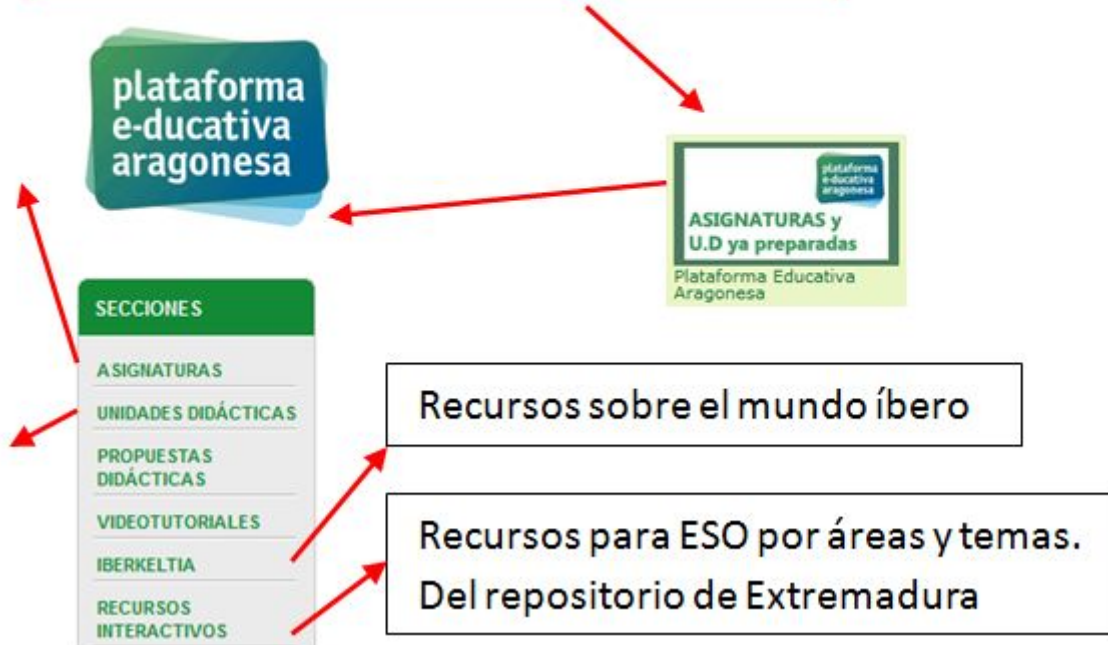 plataforma
e-ducativa
aragonesa
plataforma
e-ducativa
aragonesa
ASIGNATURAS y
U.D ya preparadas
Plataforma Educativa
Aragonesa
SECCIONES
ASIGNATURAS
UNIDADES DIDÁCTICAS
PROPUESTAS
DIDÁCTICAS
VIDEOTUTORIALES
IBERKELTIA
RECURSOS
INTERACTIVOS
Recursos sobre el mundo íbero
Recursos para ESO por áreas y temas.
Del repositorio de Extremadura